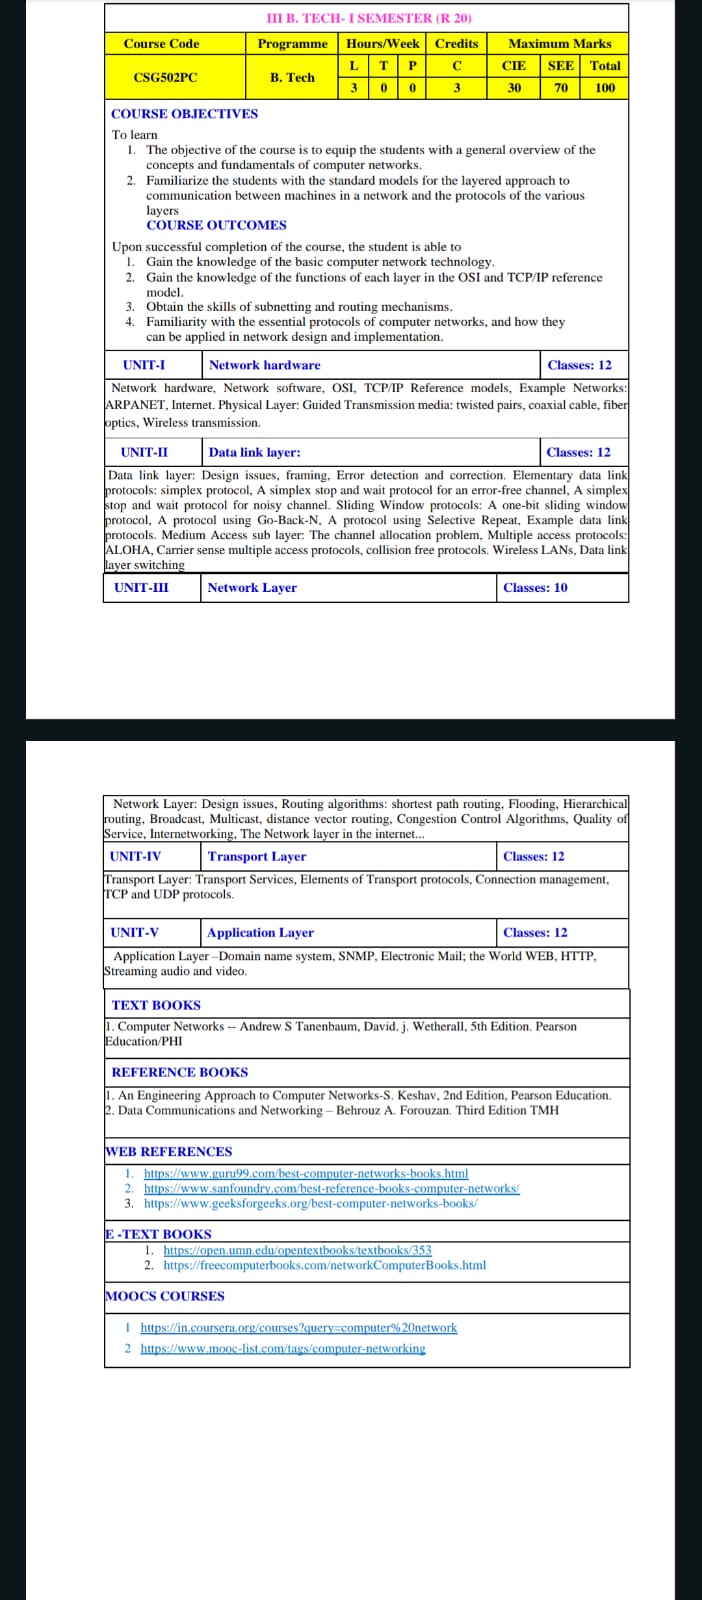 III B. TECH- I SEMESTER (R 20)
Course Code Programme Hours/Week Credits Maximum Marks
CSG502PC B. Tech L T P C CIE SEE Total
3 0 0 3 30 70 100
COURSE OBJECTIVES
To learn
1. The objective of the course is to equip the students with a general overview of the
concepts and fundamentals of computer networks.
2. Familiarize the students with the standard models for the layered approach to
communication between machines in a network and the protocols of the various
layers
COURSE OUTCOMES
Upon successful completion of the course, the student is able to
1. Gain the knowledge of the basic computer network technology.
2. Gain the knowledge of the functions of each layer in the OSI and TCP/IP reference
model.
3. Obtain the skills of subnetting and routing mechanisms.
4. Familiarity with the essential protocols of computer networks, and how they
can be applied in network design and implementation.
UNIT-I Network hardware Classes: 12
Network hardware, Network software, OSI, TCP/IP Reference models, Example Networks:
ARPANET, Internet. Physical Layer: Guided Transmission media: twisted pairs, coaxial cable, fiber
optics, Wireless transmission.
UNIT-II Data link layer: Classes: 12
Data link layer: Design issues, framing, Error detection and correction. Elementary data link
protocols: simplex protocol, A simplex stop and wait protocol for an error-free channel, A simplex
stop and wait protocol for noisy channel. Sliding Window protocols: A one-bit sliding window
protocol, A protocol using Go-Back-N, A protocol using Selective Repeat, Example data link
protocols. Medium Access sub layer: The channel allocation problem, Multiple access protocols:
ALOHA, Carrier sense multiple access protocols, collision free protocols. Wireless LANs, Data link
layer switching
UNIT-III Network Layer Classes: 10
Network Layer: Design issues, Routing algorithms: shortest path routing, Flooding, Hierarchical
routing, Broadcast, Multicast, distance vector routing, Congestion Control Algorithms, Quality of
Service, Internetworking, The Network layer in the internet...
UNIT-IV Transport Layer Classes: 12
Transport Layer: Transport Services, Elements of Transport protocols, Connection management,
TCP and UDP protocols.
UNIT-V Application Layer Classes: 12
Application Layer –Domain name system, SNMP, Electronic Mail; the World WEB, HTTP,
Streaming audio and video.
TEXT BOOKS
1. Computer Networks -- Andrew S Tanenbaum, David. j. Wetherall, 5th Edition. Pearson
Education/PHI
REFERENCE BOOKS
1. An Engineering Approach to Computer Networks-S. Keshav, 2nd Edition, Pearson Education.
2. Data Communications and Networking – Behrouz A. Forouzan. Third Edition TMH
WEB REFERENCES
1. https://www.guru99.com/best-computer-networks-books.html
2. https://www.sanfoundry.com/best-reference-books-computer-networks/
3. https://www.geeksforgeeks.org/best-computer-networks-books/
E -TEXT BOOKS
1. https://open.umn.edu/opentextbooks/textbooks/353
2. https://freecomputerbooks.com/networkComputerBooks.html
MOOCS COURSES
1 https://in.coursera.org/courses?query=computer%20network
2 https://www.mooc-list.com/tags/computer-networking